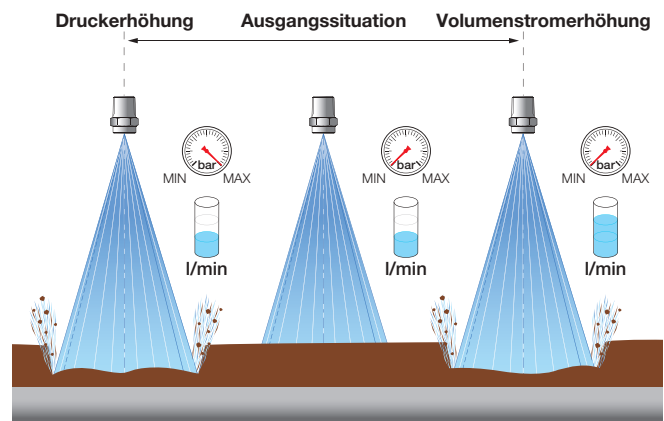 Druckerhöhung Ausgangssituation Volumenstromerhöhung
bar bar bar
MIN MAX MIN MAX MIN MAX
l/min l/min l/min